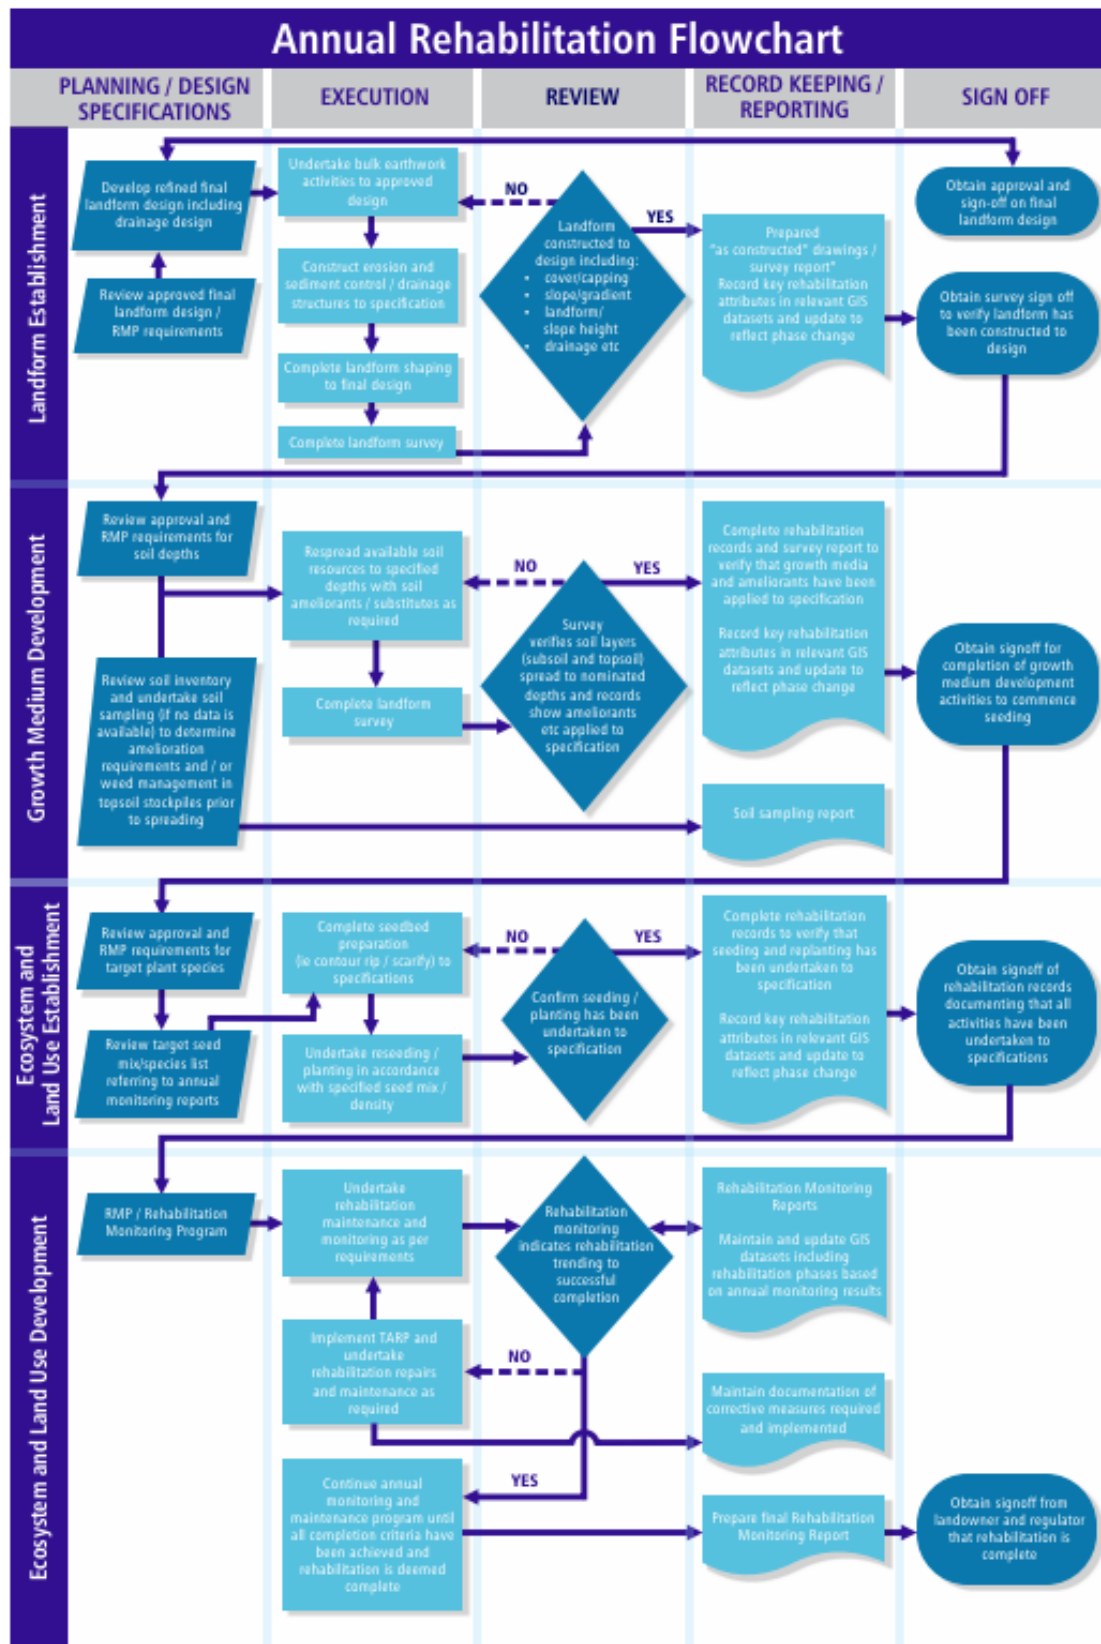 Annual Rehabilitation Flowchart
PLANNING / DESIGN
SPECIFICATIONS
EXECUTION
REVIEW
RECORD KEEPING /
REPORTING
SIGN OFF
Landform Establishment
Develop refined final
landform design including
drainage design
Review approved final
landform design /
RMP requirements
Undertake bulk earthwork
activities to approved
design
Construct erosion and
sediment control / drainage
structures to specification
Complete landform shaping
to final design
Complete landform survey
NO
Landform
constructed to
design including:
• cover/capping
• slope/gradient
• landform/
slope height
• drainage etc
YES
Prepared
"as constructed" drawings /
survey report"
Record key rehabilitation
attributes in relevant GIS
datasets and update to
reflect phase change
Obtain approval and
sign-off on final
landform design
Obtain survey sign off
to verify landform has
been constructed to
design
Growth Medium Development
Review approval and
RMP requirements for
soil depths
Review soil inventory
and undertake soil
sampling (if no data is
available) to determine
amelioration
requirements and / or
weed management in
topsoil stockpiles prior
to spreading
Respread available soil
resources to specified
depths with soil
ameliorants / substitutes as
required
Complete landform
survey
NO
Survey
verifies soil layers
(subsoil and topsoil)
spread to nominated
depths and records
show ameliorants
etc applied to
specification
YES
Complete rehabilitation
records and survey report to
verify that growth media
and ameliorants have been
applied to specification
Record key rehabilitation
attributes in relevant GIS
datasets and update to
reflect phase change
Soil sampling report
Obtain signoff for
completion of growth
medium development
activities to commence
seeding
Ecosystem and
Land Use Establishment
Review approval and
RMP requirements for
target plant species
Review target seed
mix/species list
referring to annual
monitoring reports
Complete seedbed
preparation
(ie contour rip / scarify) to
specifications
Undertake reseeding /
planting in accordance
with specified seed mix /
density
NO
Confirm seeding /
planting has been
undertaken to
specification
YES
Complete rehabilitation
records to verify that
seeding and replanting has
been undertaken to
specification
Record key rehabilitation
attributes in relevant GIS
datasets and update to
reflect phase change
Obtain signoff of
rehabilitation records
documenting that all
activities have been
undertaken to
specifications
Ecosystem and Land Use Development
RMP / Rehabilitation
Monitoring Program
Undertake
rehabilitation
maintenance and
monitoring as per
requirements
Implement TARP and
undertake
rehabilitation repairs
and maintenance as
required
Continue annual
monitoring and
maintenance program until
all completion criteria have
been achieved and
rehabilitation is deemed
complete
Rehabilitation
monitoring
indicates rehabilitation
trending to
successful
completion
NO
YES
Rehabilitation Monitoring
Reports
Maintain and update GIS
datasets including
rehabilitation phases based
on annual monitoring results
Maintain documentation of
corrective measures required
and implemented
Prepare final Rehabilitation
Monitoring Report
Obtain signoff from
landowner and regulator
that rehabilitation is
complete